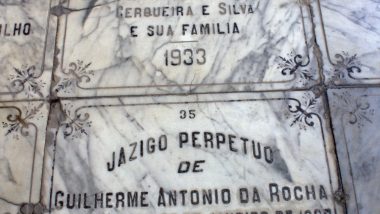 CERQUEIRA E SILVA
LHO
E SUA FAMILIA
1933
35
JAZIGO PERPETUO
DE
GUILHERME ANTONIO DA ROCHA